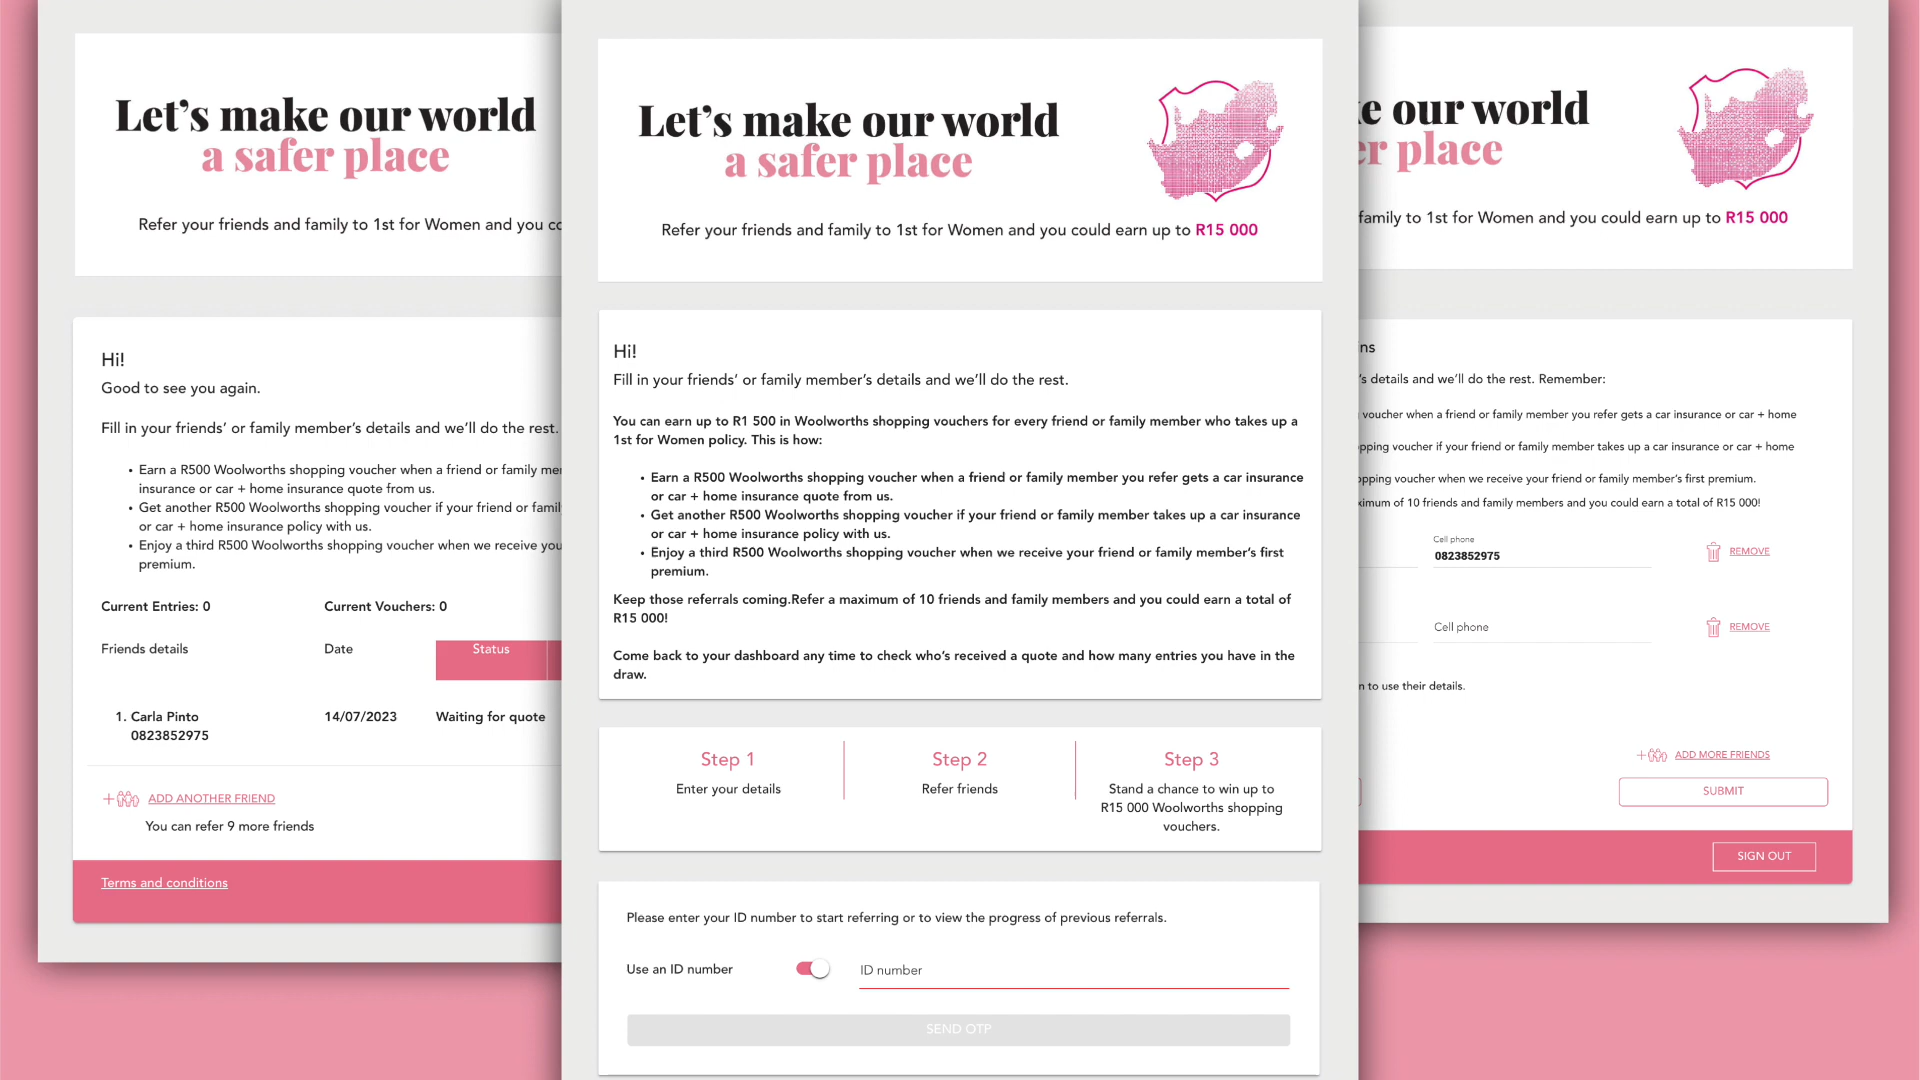 Let's make our world
a safer place
Refer your friends and family to 1st for Women and you
Hi!
Good to see you again.
Fill in your friends' or family member's details and we'll do the rest.
• Earn a R500 Woolworths shopping voucher when a friend or family
insurance or car + home insurance quote from us.
• Get another R500 Woolworths shopping voucher if your friend or
or car + home insurance policy with us.
• Enjoy a third R500 Woolworths shopping voucher when we receive
premium.
Current Entries: 0 Current Vouchers: 0
Friends details Date Status
1. Carla Pinto 14/07/2023 Waiting for quote
0823852975
ADD ANOTHER FRIEND
You can refer 9 more friends
Terms and conditions
Let's make our world
a safer place
Refer your friends and family to 1st for Women and you could earn up to R15 000
Hi!
Fill in your friends' or family member's details and we'll do the rest.
You can earn up to R1 500 in Woolworths shopping vouchers for every friend or family member who takes up a
1st for Women policy. This is how:
• Earn a R500 Woolworths shopping voucher when a friend or family member you refer gets a car insurance
or car + home insurance quote from us.
• Get another R500 Woolworths shopping voucher if your friend or family member takes up a car insurance
or car + home insurance policy with us.
• Enjoy a third R500 Woolworths shopping voucher when we receive your friend or family member's first
premium.
Keep those referrals coming.Refer a maximum of 10 friends and family members and you could earn a total of
R15 000!
Come back to your dashboard any time to check who's received a quote and how many entries you have in the
draw.
Step 1
Enter your details
Step 2
Refer friends
Step 3
Stand a chance to win up to
R15 000 Woolworths shopping
vouchers.
Please enter your ID number to start referring or to view the progress of previous referrals.
Use an ID number ID number
SEND OTP
our world
place
family to 1st for Women and you could earn up to R15 000
details and we'll do the rest. Remember:
voucher when a friend or family member you refer gets a car insurance or car + home
voucher if your friend or family member takes up a car insurance or car + home
voucher when we receive your friend or family member's first premium.
of 10 friends and family members and you could earn a total of R15 000!
Cell phone
0823852975 REMOVE
Cell phone REMOVE
to use their details.
ADD MORE FRIENDS
SUBMIT
SIGN OUT